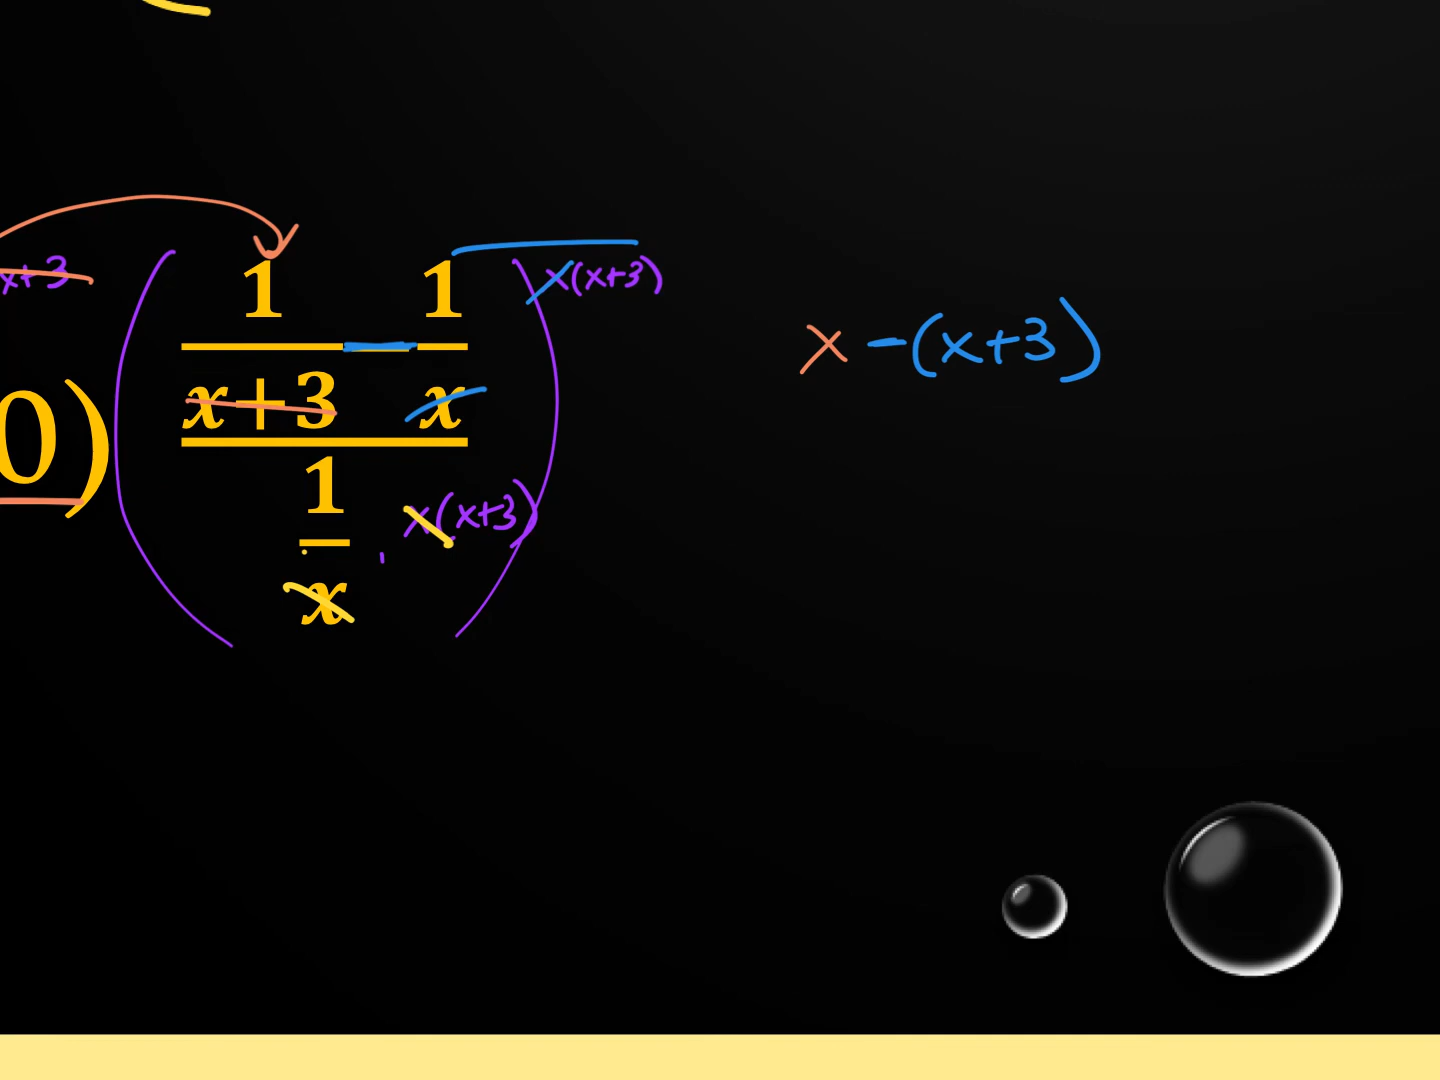 x+3 1 1 x(x+3)
x -(x+3)
x+3 - x
0)
1
x(x+3)
x